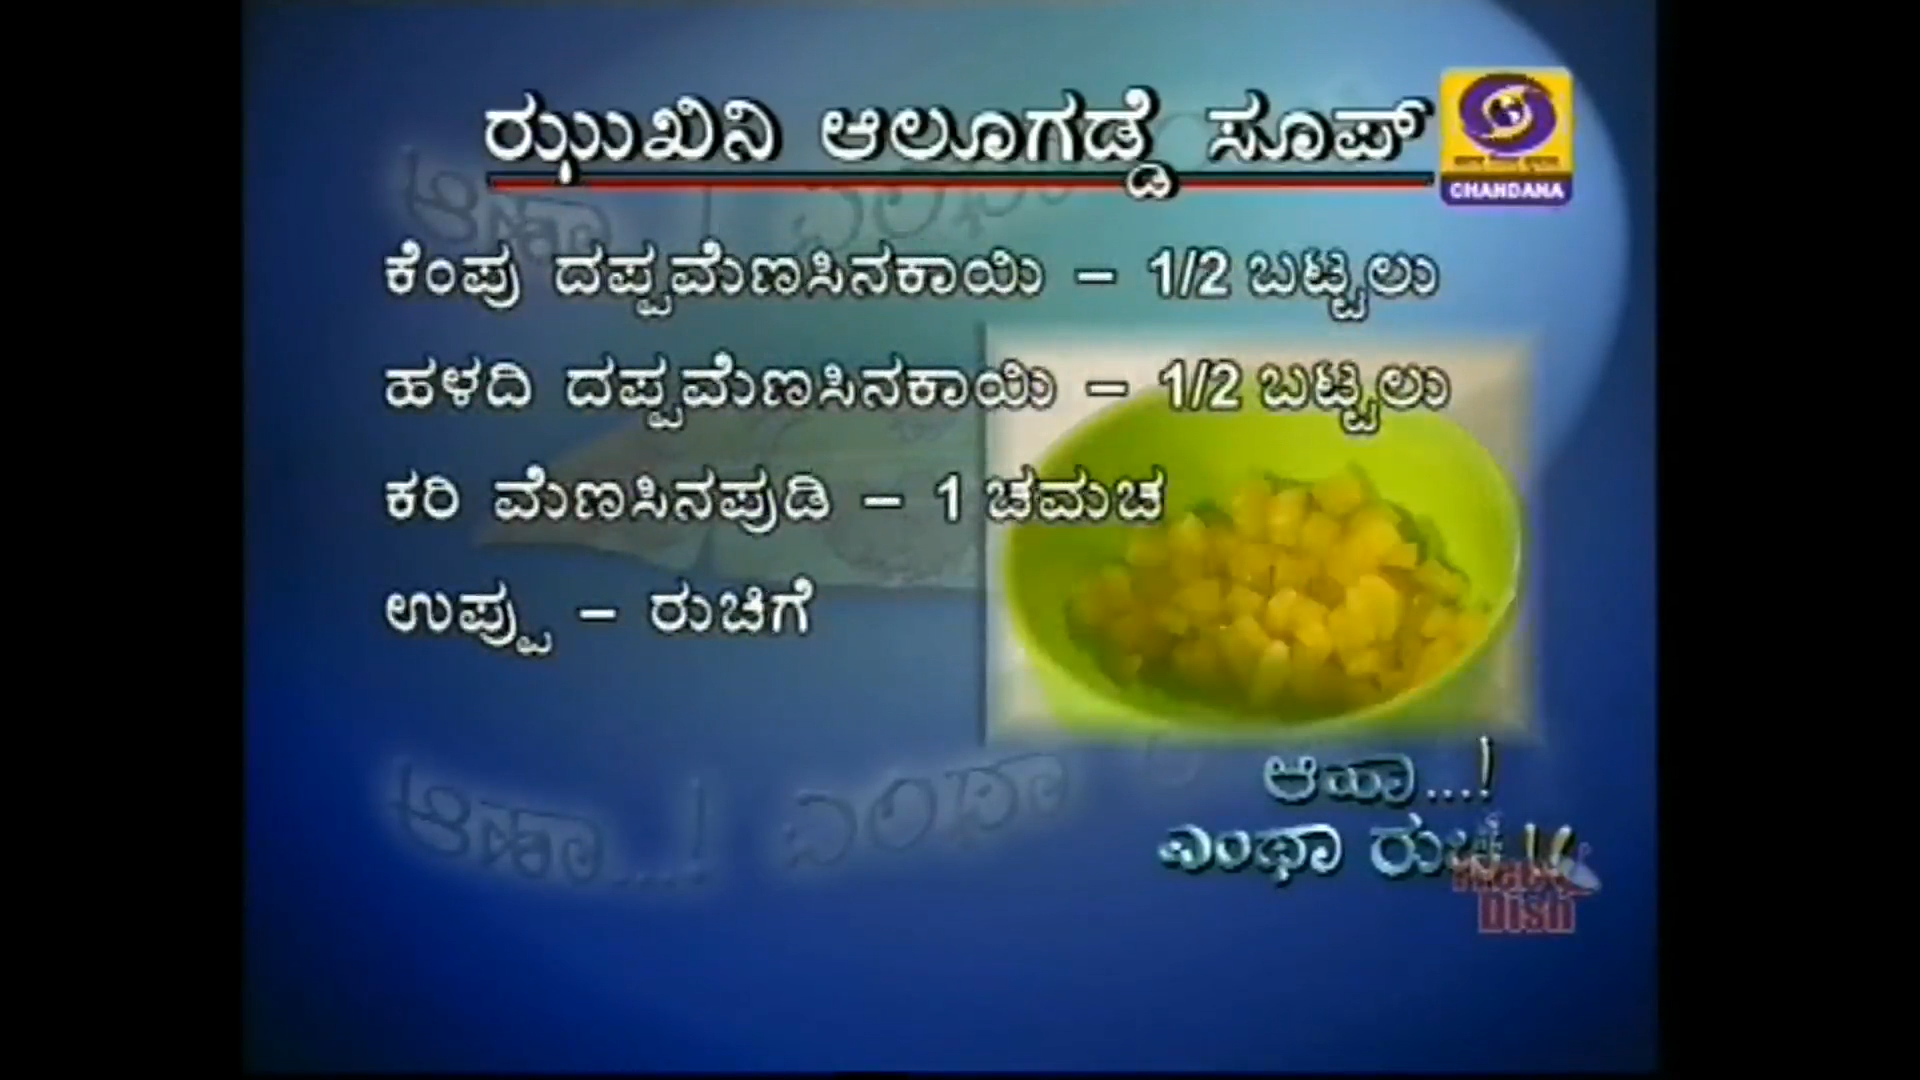 ಝುಖಿನಿ ಆಲೂಗಡ್ಡೆ ಸೂಪ್
CHANDANA
ಕೆಂಪು ದಪ್ಪಮೆಣಸಿನಕಾಯಿ – 1/2 ಬಟ್ಟಲು
ಹಳದಿ ದಪ್ಪಮೆಣಸಿನಕಾಯಿ – 1/2 ಬಟ್ಟಲು
ಕರಿ ಮೆಣಸಿನಪುಡಿ – 1 ಚಮಚ
ಉಪ್ಪು – ರುಚಿಗೆ
ಆಹಾ...!
ಎಂಥಾ
Dish